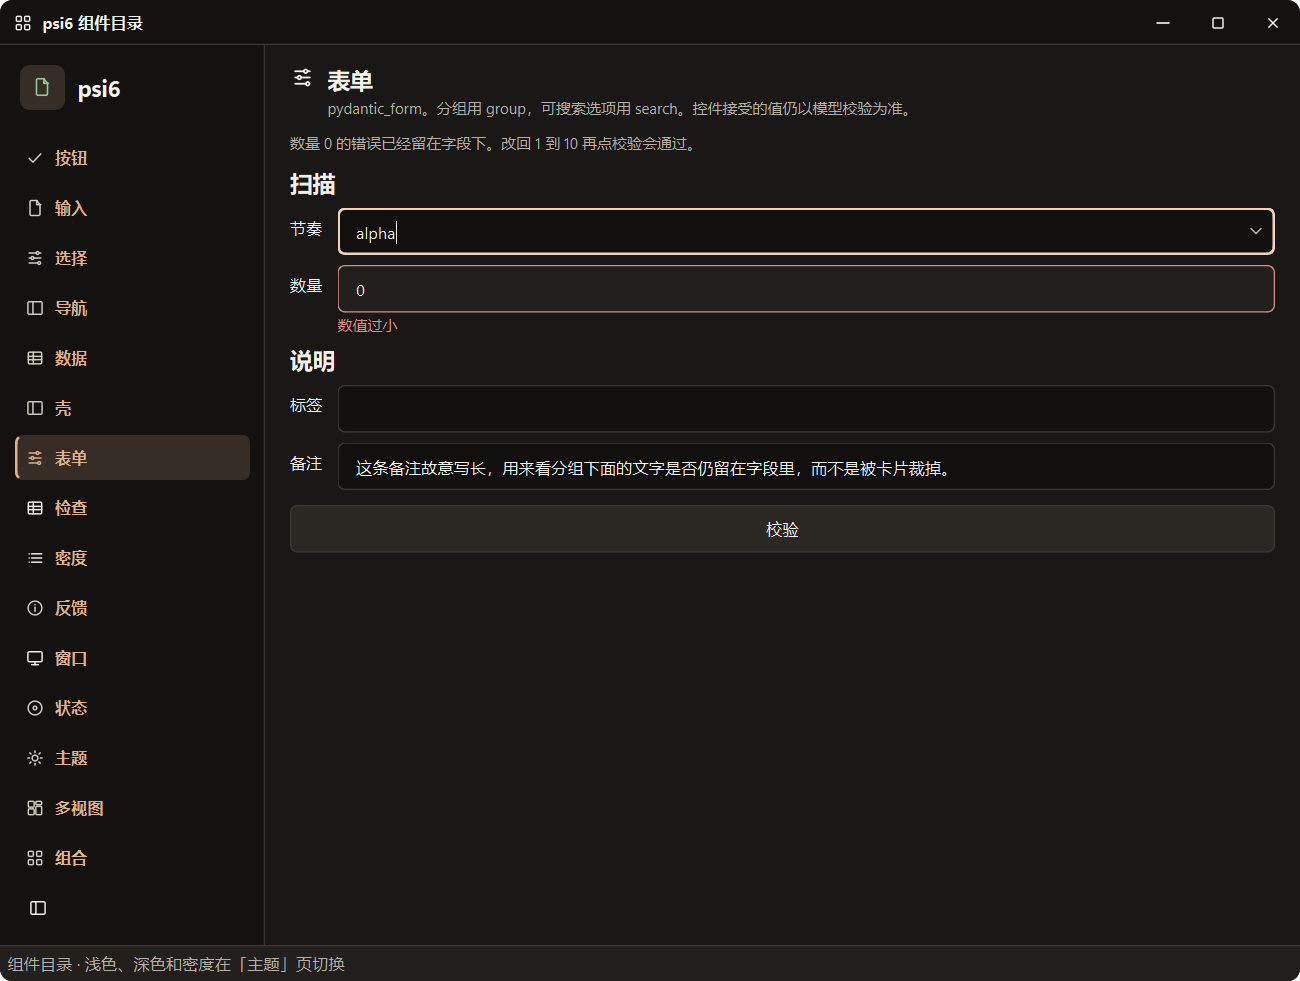 psi6 组件目录
psi6
按钮
输入
选择
导航
数据
壳
表单
检查
密度
反馈
窗口
状态
主题
多视图
组合
表单
pydantic_form。分组用 group，可搜索选项用 search。控件接受的值仍以模型校验为准。
数量 0 的错误已经留在字段下。改回 1 到 10 再点校验会通过。
扫描
节奏 alpha
数量 0
数值过小
说明
标签
备注 这条备注故意写长，用来看分组下面的文字是否仍留在字段里，而不是被卡片裁掉。
校验
组件目录 · 浅色、深色和密度在「主题」页切换